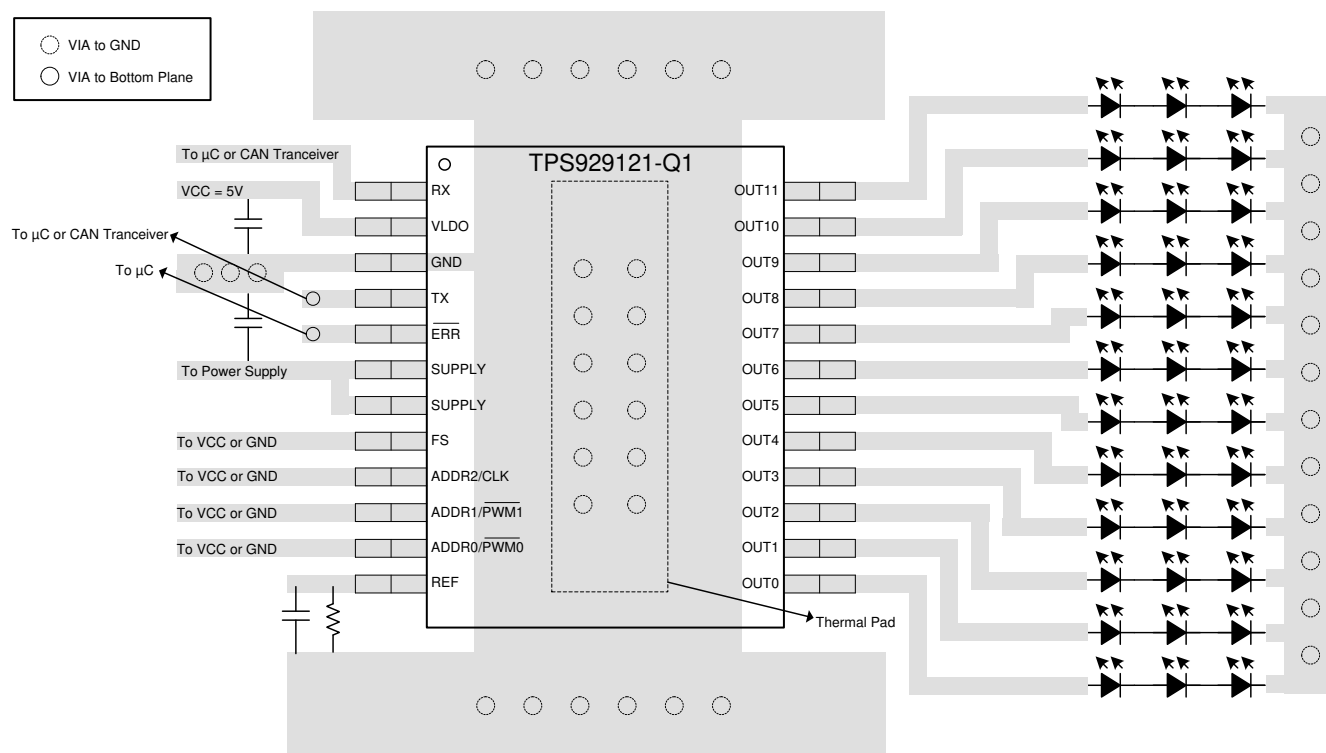 VIA to GND
VIA to Bottom Plane
TPS929121-Q1
To µC or CAN Tranceiver
VCC = 5V
To µC or CAN Tranceiver
To µC
To Power Supply
To VCC or GND
To VCC or GND
To VCC or GND
To VCC or GND
RX
VLDO
GND
TX
ERR
SUPPLY
SUPPLY
FS
ADDR2/CLK
ADDR1/PWM1
ADDR0/PWM0
REF
OUT11
OUT10
OUT9
OUT8
OUT7
OUT6
OUT5
OUT4
OUT3
OUT2
OUT1
OUT0
Thermal Pad